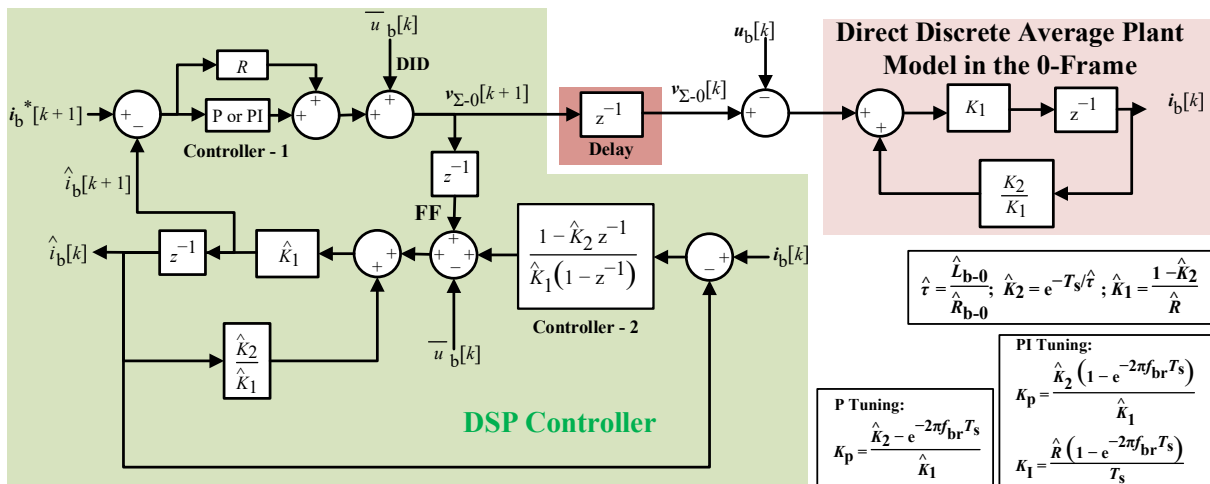 Direct Discrete Average Plant
Model in the 0-Frame
u̅_b[k]
DID
u_b[k]
R
i_b*[k+1]
+
−
P or PI
+
+
+
+
v_Σ-0[k+1]
z⁻¹
v_Σ-0[k]
−
+
+
K₁
z⁻¹
i_b[k]
Controller - 1
Delay
K₂/K₁
î_b[k+1]
z⁻¹
FF
î_b[k]
z⁻¹
K̂₁
+
+
+
+
−
(1 − K̂₂ z⁻¹)/(K̂₁(1 − z⁻¹))
−
i_b[k]
Controller - 2
K̂₂/K̂₁
u̅_b[k]
DSP Controller
τ̂ = L̂_b-0/R̂_b-0; K̂₂ = e^(−T_s/τ̂); K̂₁ = (1 − K̂₂)/R̂
P Tuning:
K_p = (K̂₂ − e^(−2πf_br T_s))/K̂₁
PI Tuning:
K_p = K̂₂(1 − e^(−2πf_br T_s))/K̂₁
K_I = R̂(1 − e^(−2πf_br T_s))/T_s